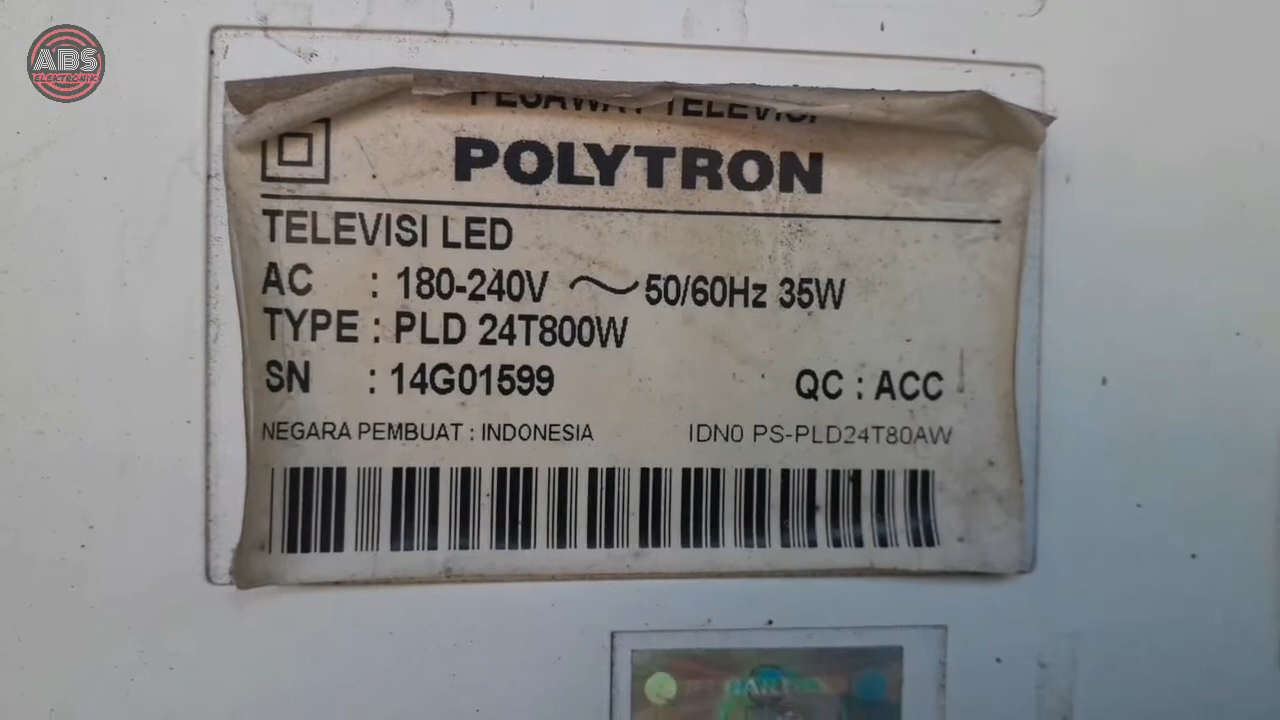 ABS
ELEKTRONIK
PESAWAT TELEVISI
POLYTRON
TELEVISI LED
AC : 180-240V ~ 50/60Hz 35W
TYPE : PLD 24T800W
SN : 14G01599 QC : ACC
NEGARA PEMBUAT : INDONESIA IDN0 PS-PLD24T80AW